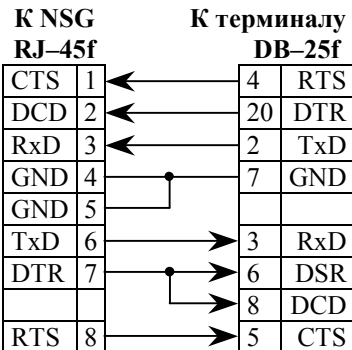 К NSG К терминалу
RJ–45f DB–25f
CTS 1 4 RTS
DCD 2 20 DTR
RxD 3 2 TxD
GND 4 7 GND
GND 5
TxD 6 3 RxD
DTR 7 6 DSR
8 DCD
RTS 8 5 CTS